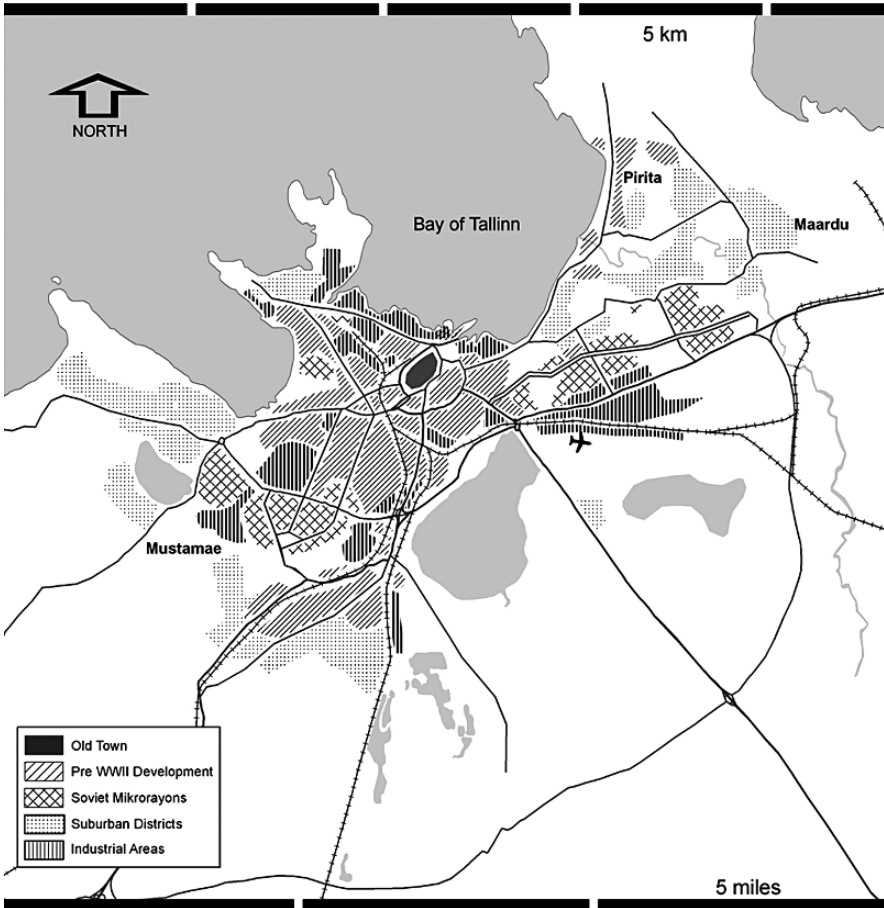 5 km
NORTH
Pirita
Bay of Tallinn
Maardu
Mustamae
Old Town
Pre WWII Development
Soviet Mikrorayons
Suburban Districts
Industrial Areas
5 miles